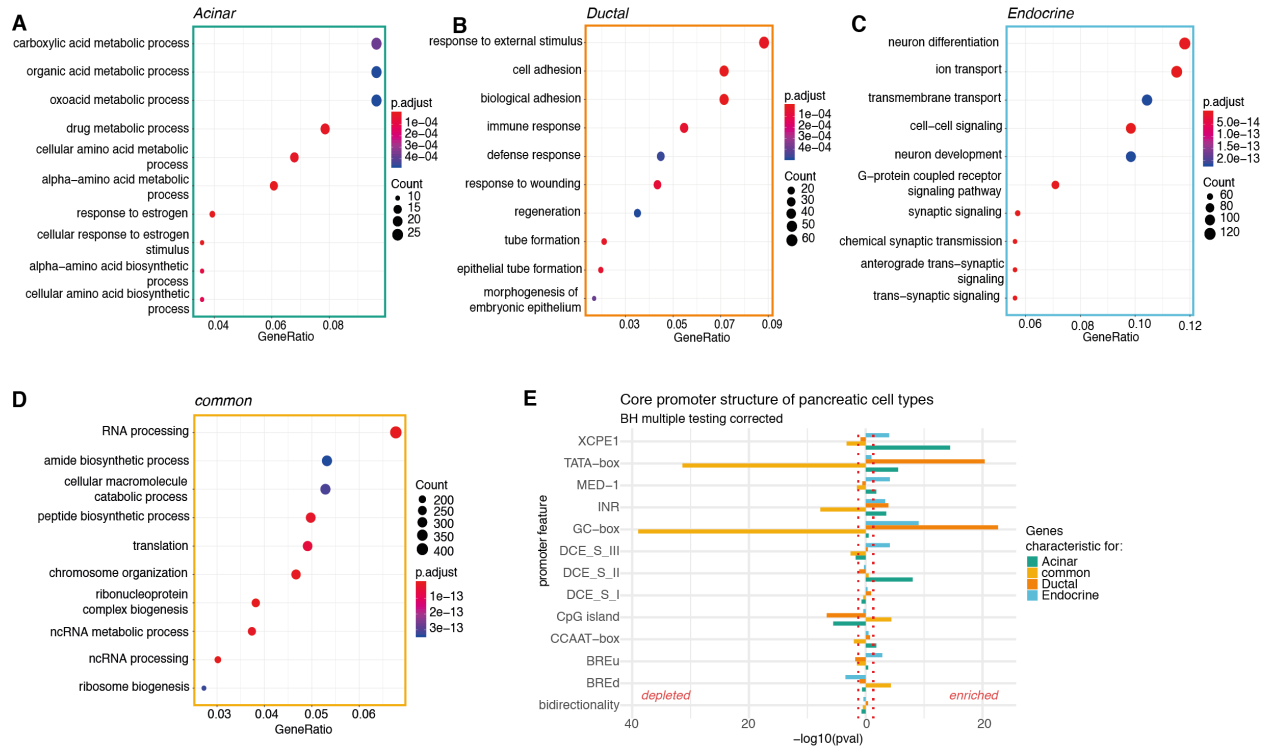 A
Acinar
carboxylic acid metabolic process
organic acid metabolic process
oxoacid metabolic process
drug metabolic process
cellular amino acid metabolic
process
alpha−amino acid metabolic
process
response to estrogen
cellular response to estrogen
stimulus
alpha−amino acid biosynthetic
process
cellular amino acid biosynthetic
process
0.04 0.06 0.08
GeneRatio
p.adjust
1e−04
2e−04
3e−04
4e−04
Count
10
15
20
25
B
Ductal
response to external stimulus
cell adhesion
biological adhesion
immune response
defense response
response to wounding
regeneration
tube formation
epithelial tube formation
morphogenesis of
embryonic epithelium
0.03 0.05 0.07 0.09
GeneRatio
p.adjust
1e−04
2e−04
3e−04
4e−04
Count
20
30
40
50
60
C
Endocrine
neuron differentiation
ion transport
transmembrane transport
cell−cell signaling
neuron development
G−protein coupled receptor
signaling pathway
synaptic signaling
chemical synaptic transmission
anterograde trans−synaptic
signaling
trans−synaptic signaling
0.06 0.08 0.10 0.12
GeneRatio
p.adjust
5.0e−14
1.0e−13
1.5e−13
2.0e−13
Count
60
80
100
120
D
common
RNA processing
amide biosynthetic process
cellular macromolecule
catabolic process
peptide biosynthetic process
translation
chromosome organization
ribonucleoprotein
complex biogenesis
ncRNA metabolic process
ncRNA processing
ribosome biogenesis
0.03 0.04 0.05 0.06
GeneRatio
Count
200
250
300
350
400
p.adjust
1e−13
2e−13
3e−13
E
Core promoter structure of pancreatic cell types
BH multiple testing corrected
promoter feature
XCPE1
TATA−box
MED−1
INR
GC−box
DCE_S_III
DCE_S_II
DCE_S_I
CpG island
CCAAT−box
BREu
BREd
bidirectionality
depleted
enriched
40 20 0 20
−log10(pval)
Genes
characteristic for:
Acinar
common
Ductal
Endocrine